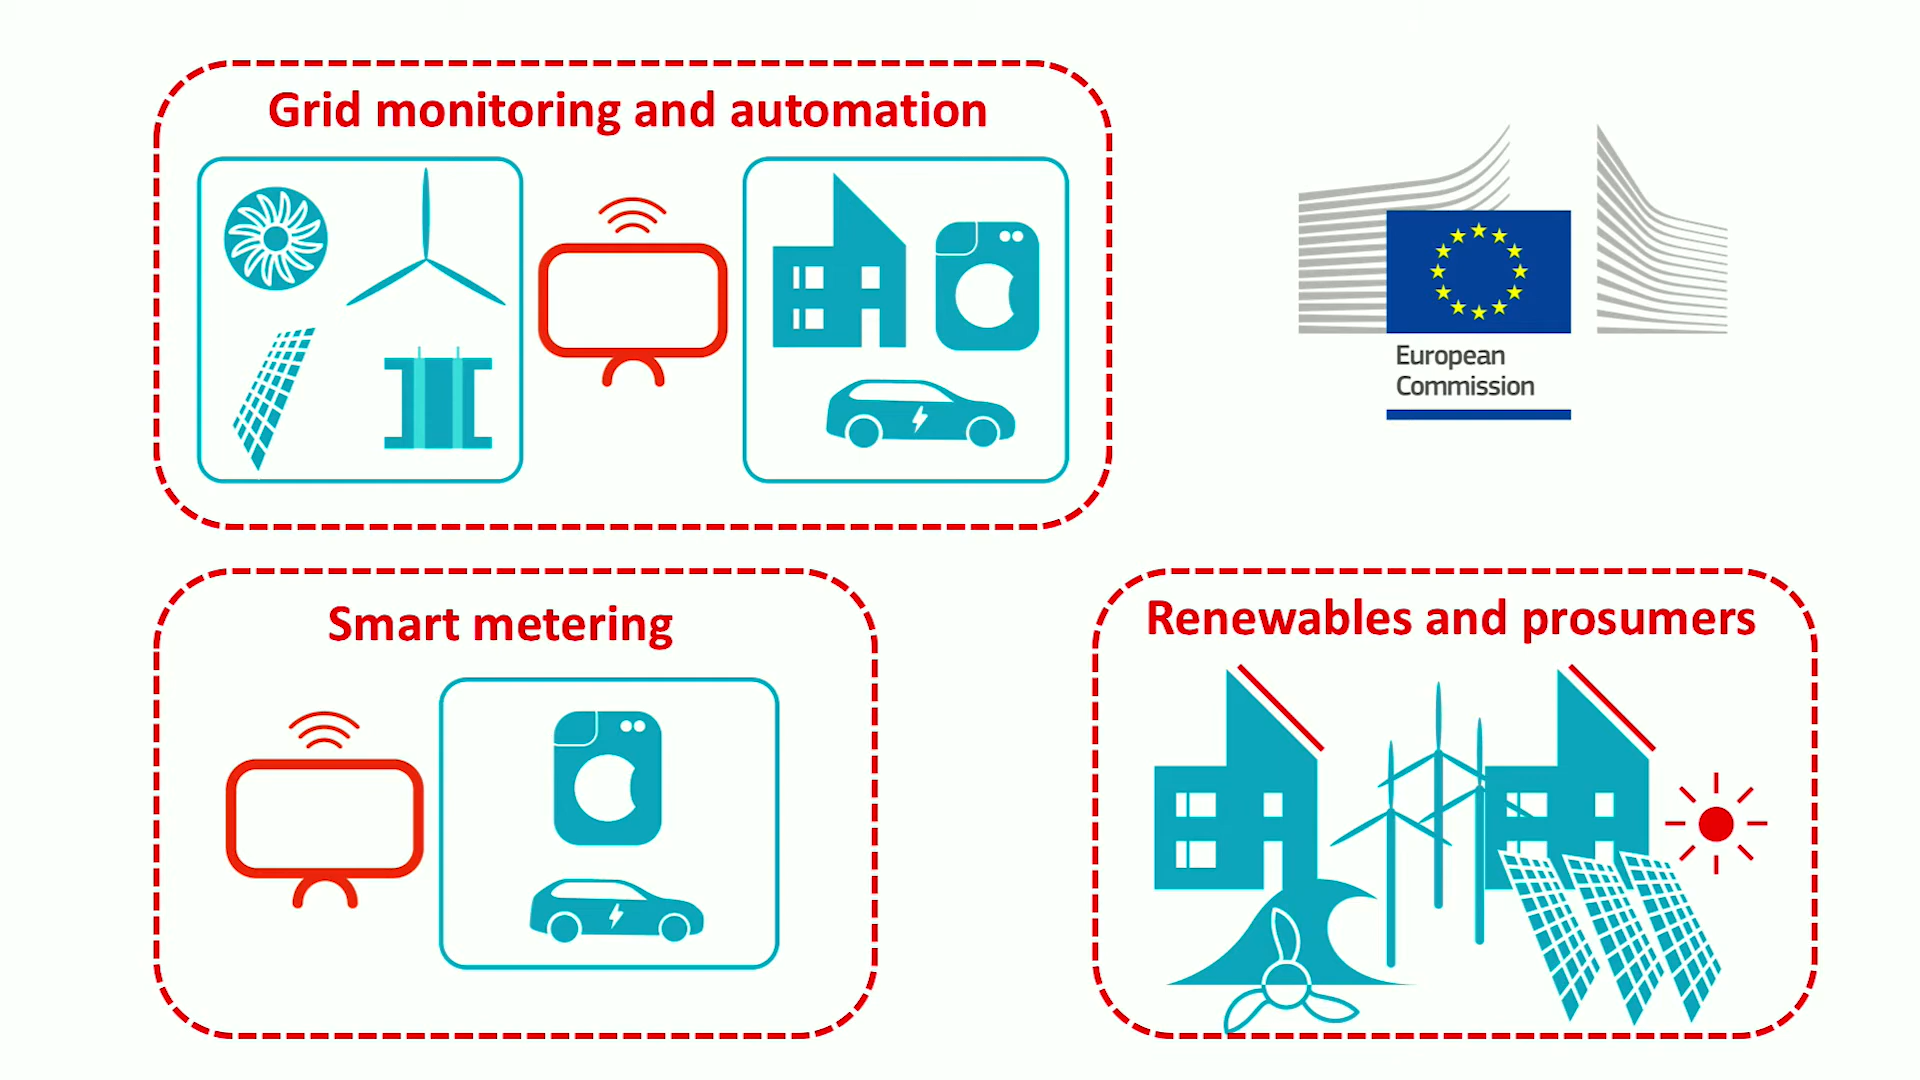 Grid monitoring and automation
European
Commission
Smart metering
Renewables and prosumers